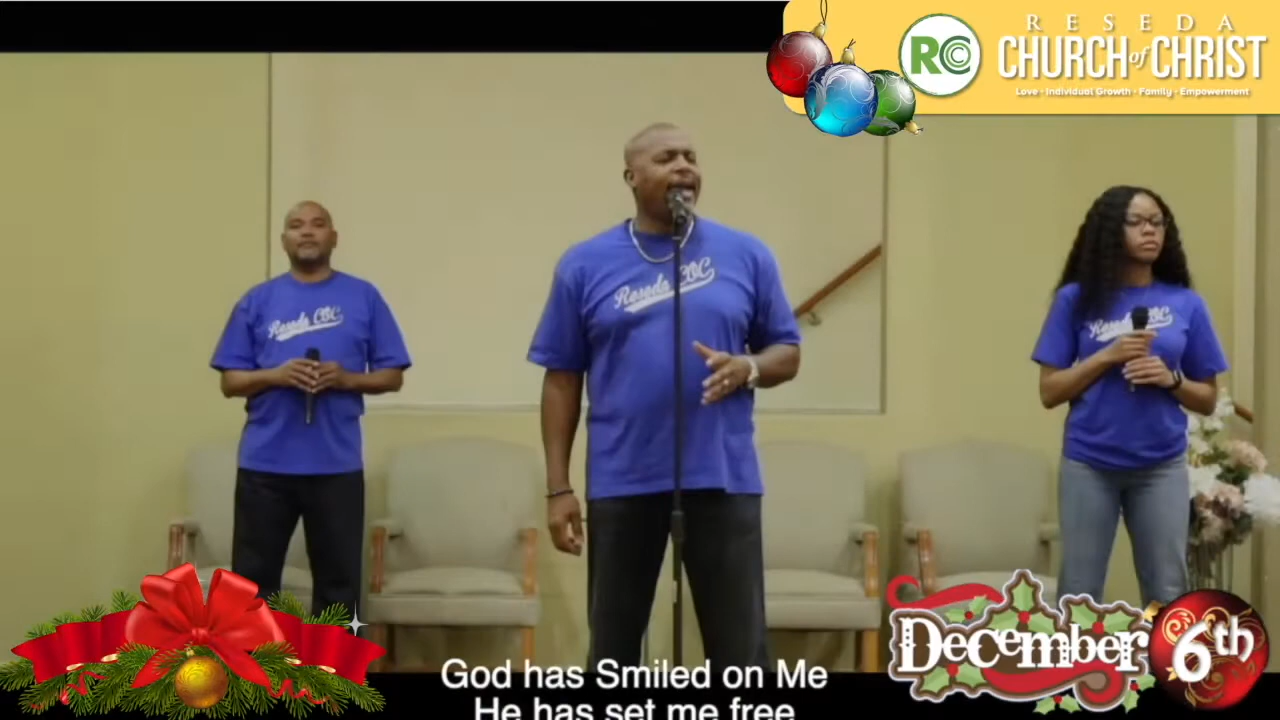 RESEDA
RCC
CHURCH of CHRIST
Love • Individual Growth • Family • Empowerment
Reseda COC
Reseda COC
Reseda COC
December 6th
God has Smiled on Me
He has set me free